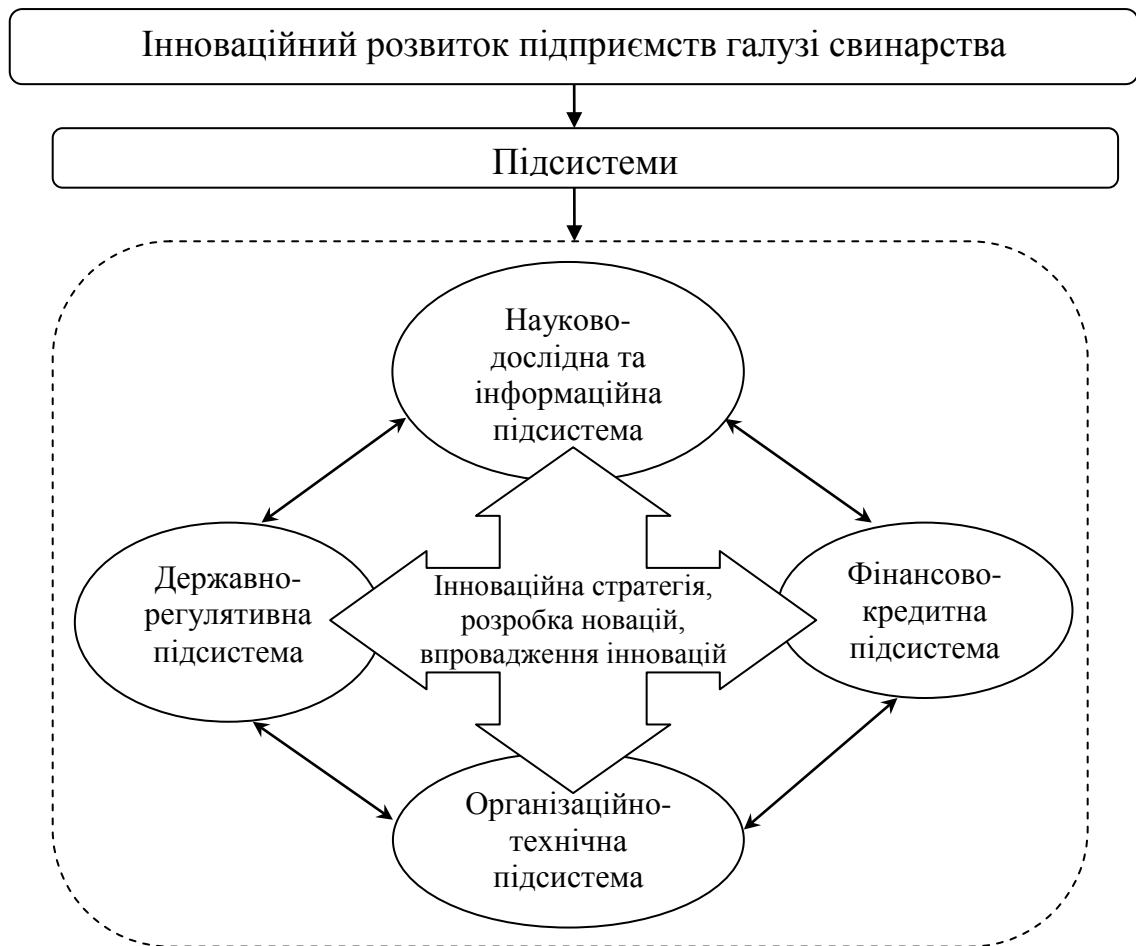 Інноваційний розвиток підприємств галузі свинарства
Підсистеми
Науково-
дослідна та
інформаційна
підсистема
Державно-
регулятивна
підсистема
Інноваційна стратегія,
розробка новацій,
впровадження інновацій
Фінансово-
кредитна
підсистема
Організаційно-
технічна
підсистема